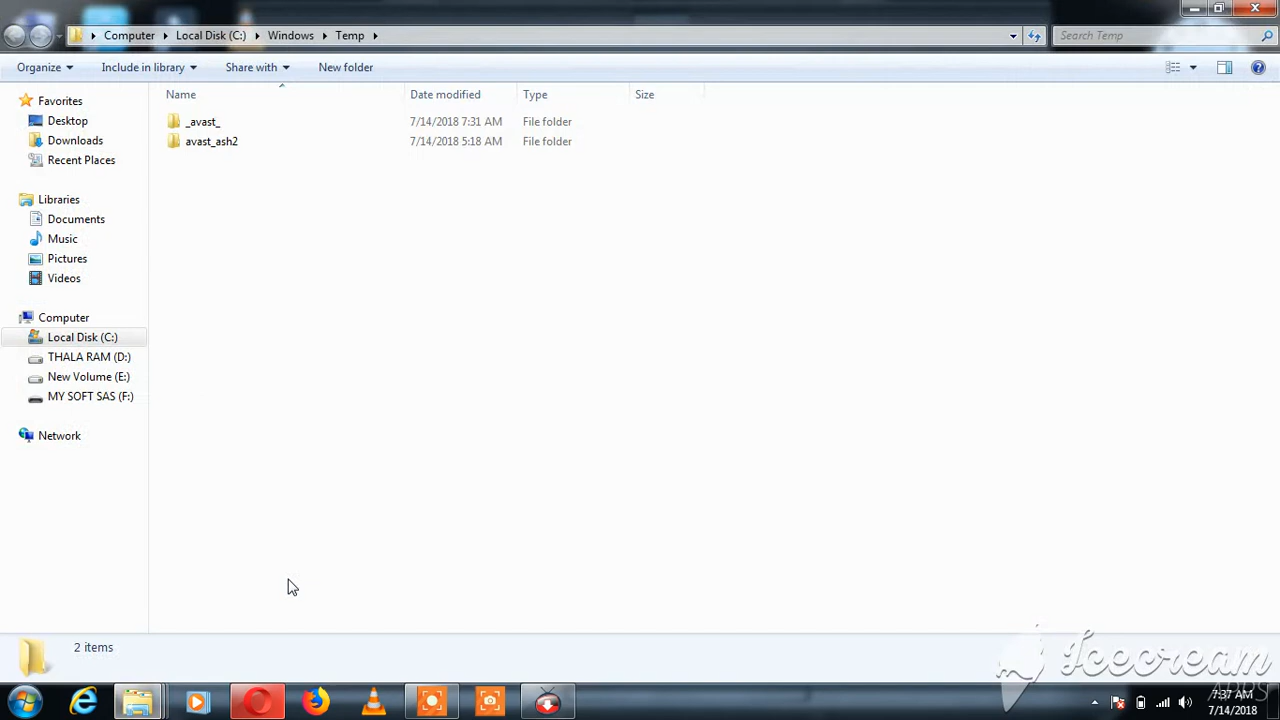 Computer Local Disk (C:) Windows Temp
Search Temp
Organize Include in library Share with New folder
Name Date modified Type Size
Favorites
Desktop
Downloads
Recent Places
Libraries
Documents
Music
Pictures
Videos
Computer
Local Disk (C:)
THALA RAM (D:)
New Volume (E:)
MY SOFT SAS (F:)
Network
_avast_ 7/14/2018 7:31 AM File folder
avast_ash2 7/14/2018 5:18 AM File folder
2 items
Icecream
APPS
7:37 AM
7/14/2018